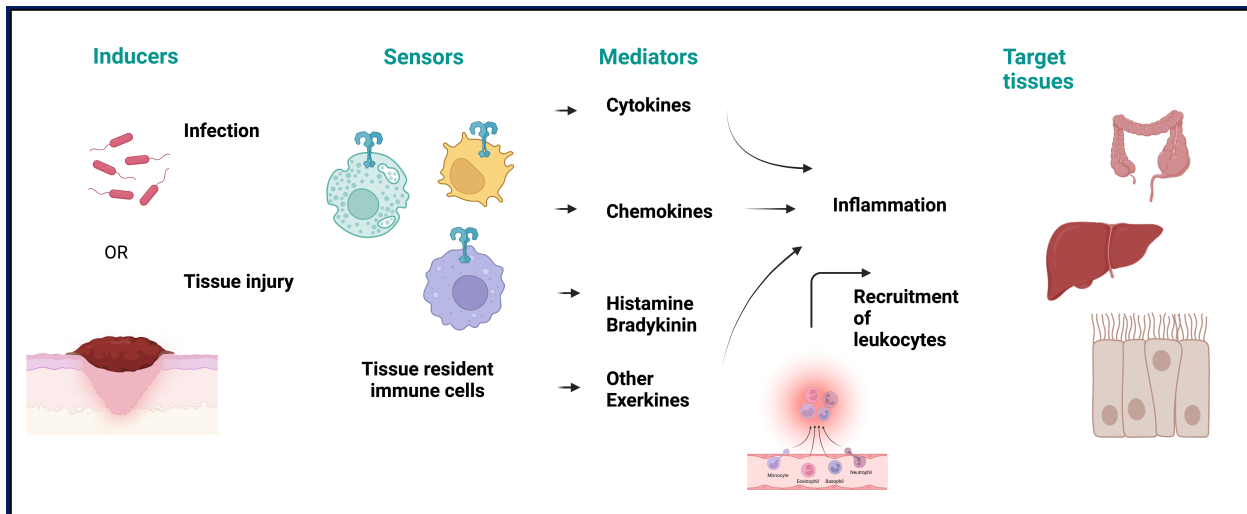 Inducers
Sensors
Mediators
Target
tissues
Infection
OR
Tissue injury
Tissue resident
immune cells
Cytokines
Chemokines
Histamine
Bradykinin
Other
Exerkines
Inflammation
Recruitment
of
leukocytes
Monocyte
Eosinophil
Basophil
Neutrophil